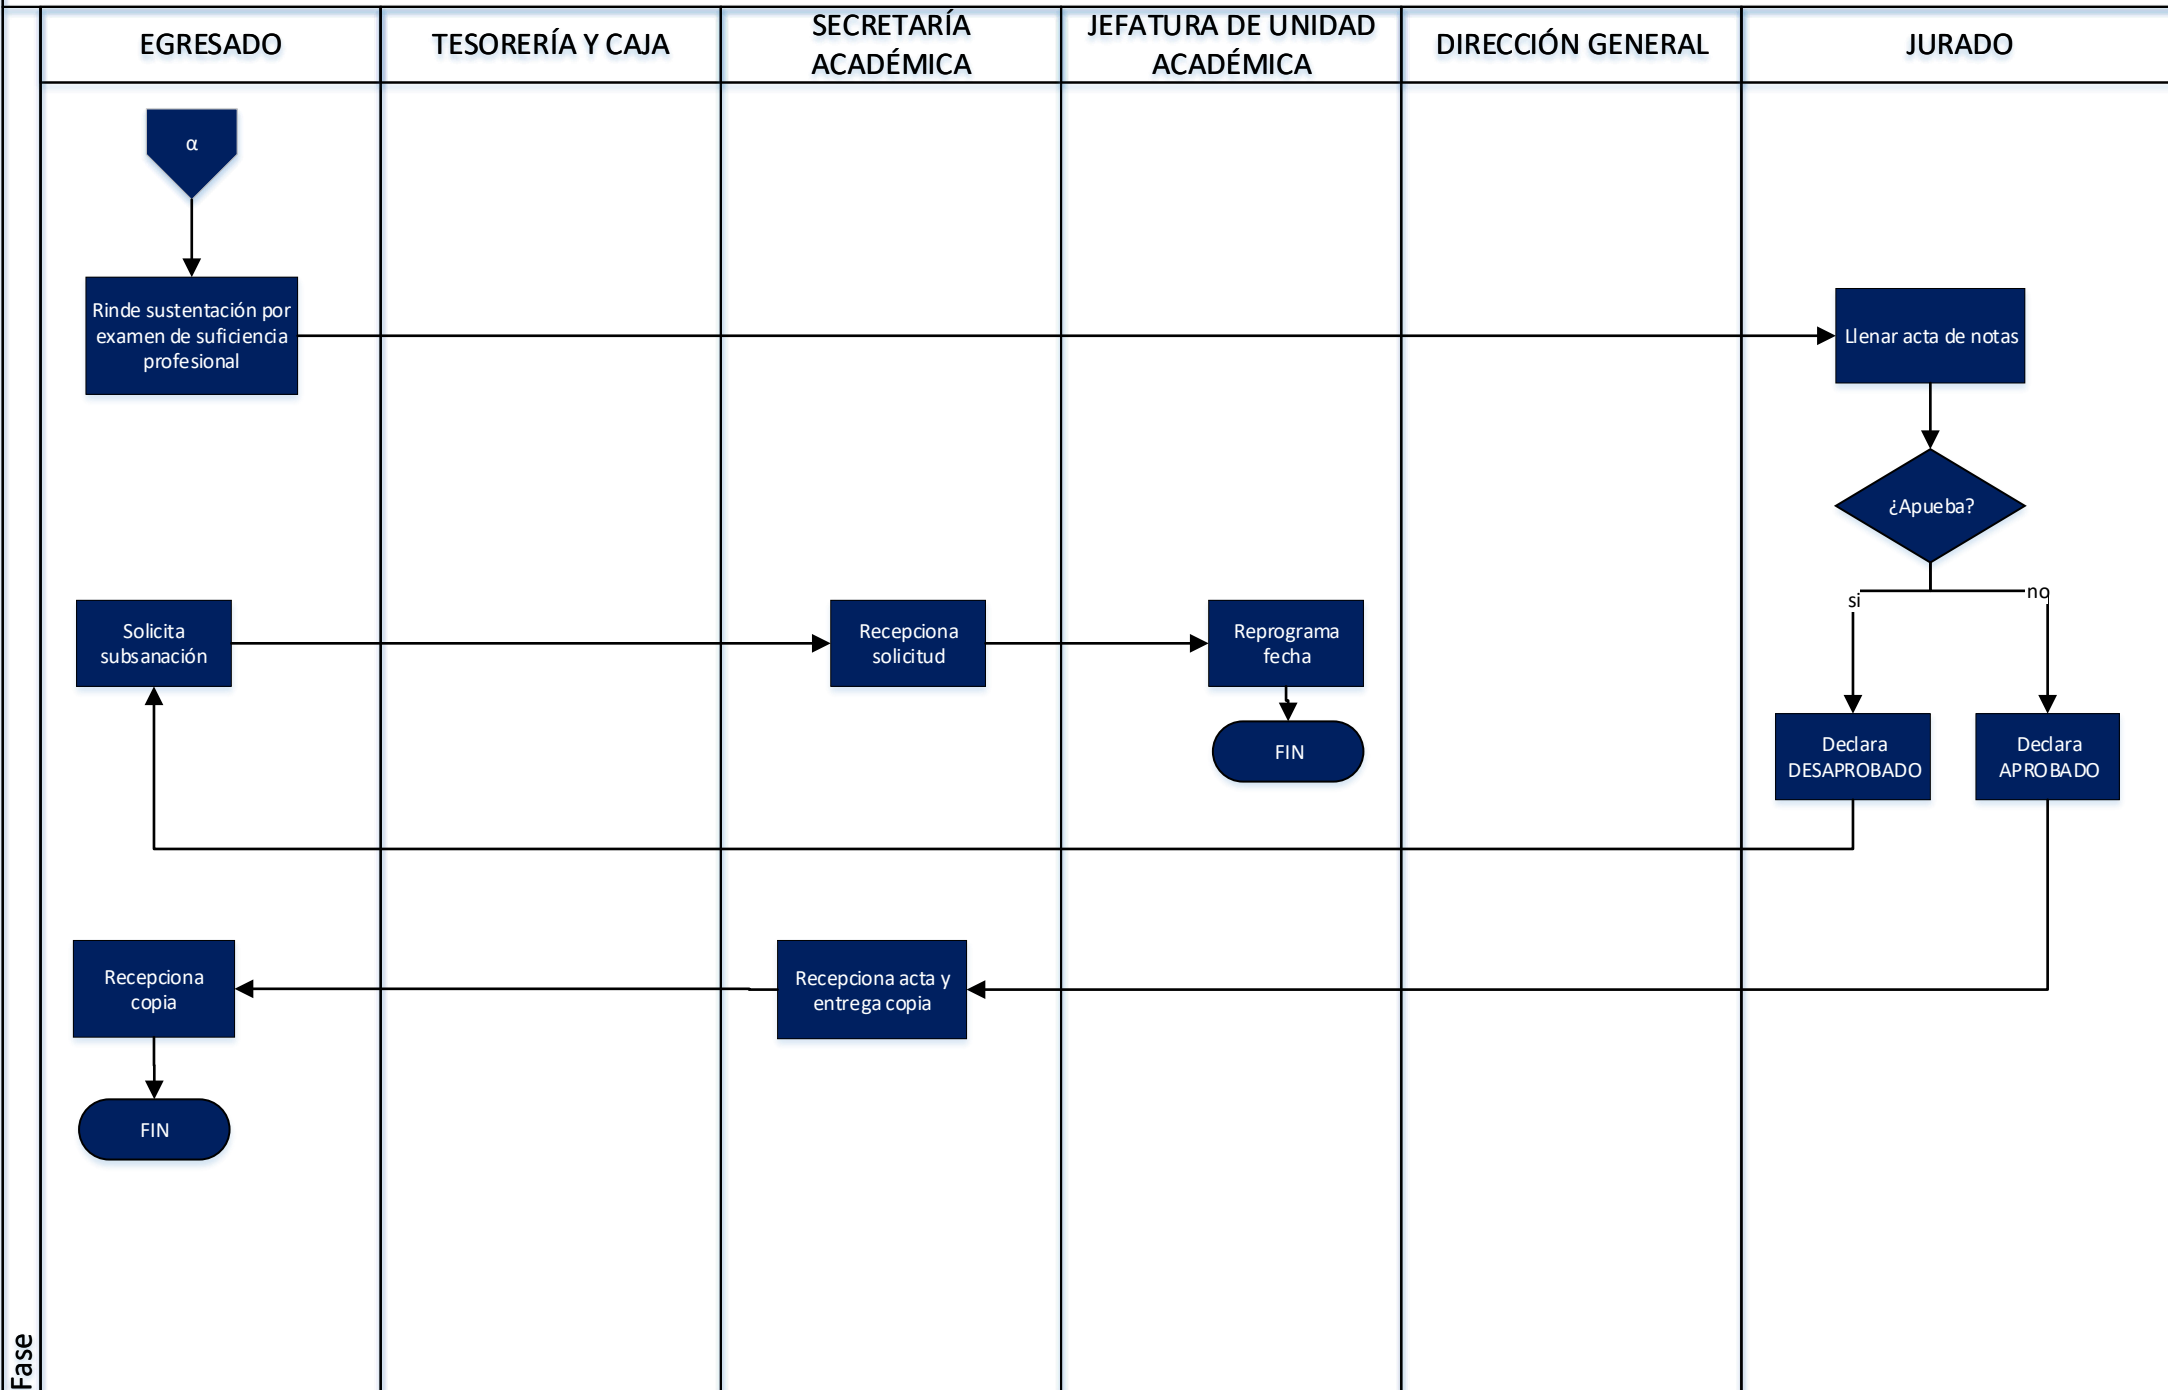 EGRESADO
TESORERÍA Y CAJA
SECRETARÍA
ACADÉMICA
JEFATURA DE UNIDAD
ACADÉMICA
DIRECCIÓN GENERAL
JURADO
α
Rinde sustentación por
examen de suficiencia
profesional
Llenar acta de notas
¿Apueba?
si
no
Solicita
subsanación
Recepciona
solicitud
Reprograma
fecha
FIN
Declara
DESAPROBADO
Declara
APROBADO
Recepciona
copia
Recepciona acta y
entrega copia
FIN
Fase